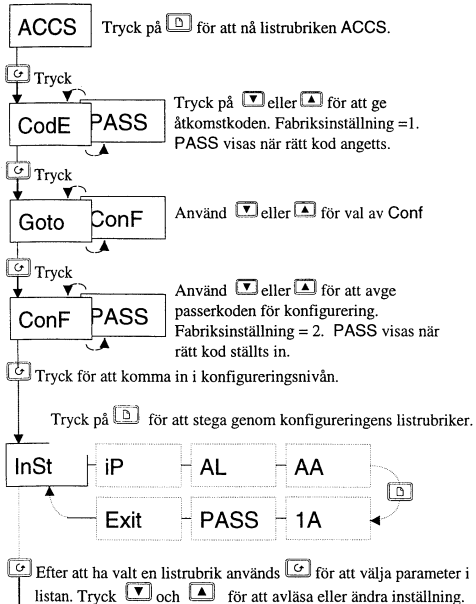 ACCS
Tryck på för att nå listrubriken ACCS.
Tryck
CodE PASS
Tryck på eller för att ge
åtkomstkoden. Fabriksinställning =1.
PASS visas när rätt kod angetts.
Tryck
Goto ConF
Använd eller för val av Conf
Tryck
ConF PASS
Använd eller för att avge
passerkoden för konfigurering.
Fabriksinställning = 2. PASS visas när
rätt kod ställts in.
Tryck för att komma in i konfigureringsnivån.
Tryck på för att stega genom konfigureringens listrubriker.
InSt iP AL AA
Exit PASS 1A
Efter att ha valt en listrubrik används för att välja parameter i
listan. Tryck och för att avläsa eller ändra inställning.